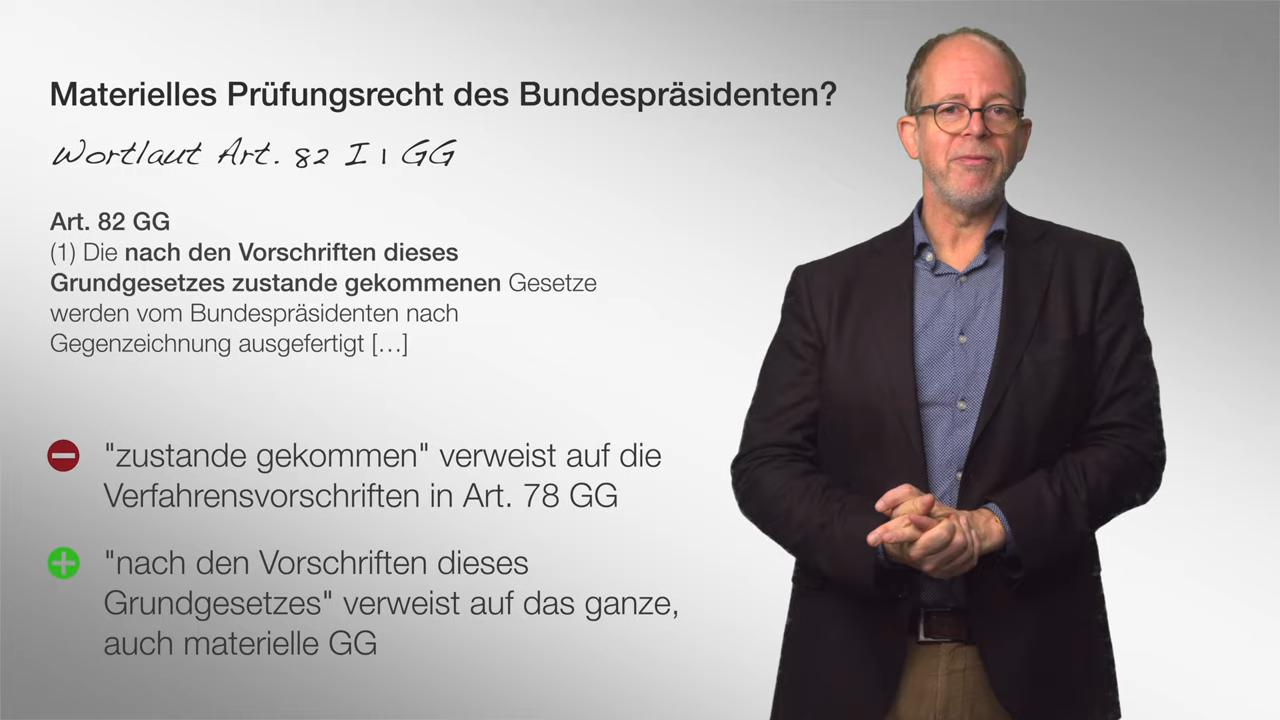 Materielles Prüfungsrecht des Bundespräsidenten?
Wortlaut Art. 82 I 1 GG
Art. 82 GG
(1) Die nach den Vorschriften dieses
Grundgesetzes zustande gekommenen Gesetze
werden vom Bundespräsidenten nach
Gegenzeichnung ausgefertigt […]
"zustande gekommen" verweist auf die
Verfahrensvorschriften in Art. 78 GG
"nach den Vorschriften dieses
Grundgesetzes" verweist auf das ganze,
auch materielle GG